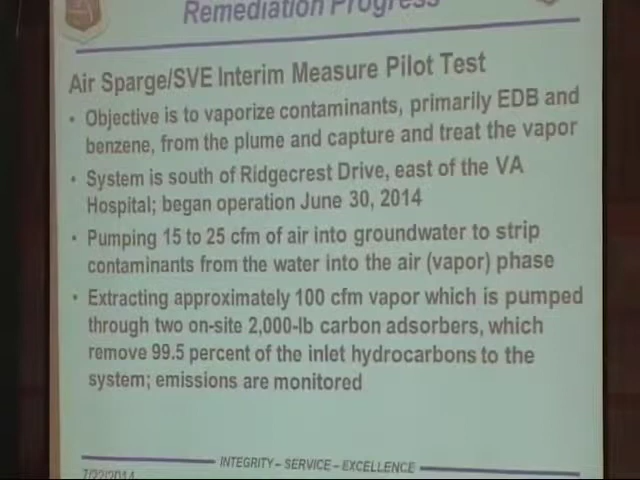 Remediation Progress
Air Sparge/SVE Interim Measure Pilot Test
• Objective is to vaporize contaminants, primarily EDB and
benzene, from the plume and capture and treat the vapor
• System is south of Ridgecrest Drive, east of the VA
Hospital; began operation June 30, 2014
• Pumping 15 to 25 cfm of air into groundwater to strip
contaminants from the water into the air (vapor) phase
• Extracting approximately 100 cfm vapor which is pumped
through two on-site 2,000-lb carbon adsorbers, which
remove 99.5 percent of the inlet hydrocarbons to the
system; emissions are monitored
INTEGRITY – SERVICE – EXCELLENCE
7/22/2014